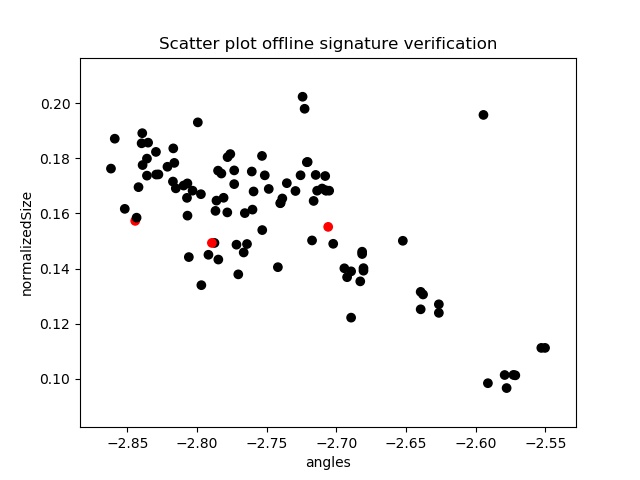 Scatter plot offline signature verification
normalizedSize
0.20
0.18
0.16
0.14
0.12
0.10
−2.85 −2.80 −2.75 −2.70 −2.65 −2.60 −2.55
angles